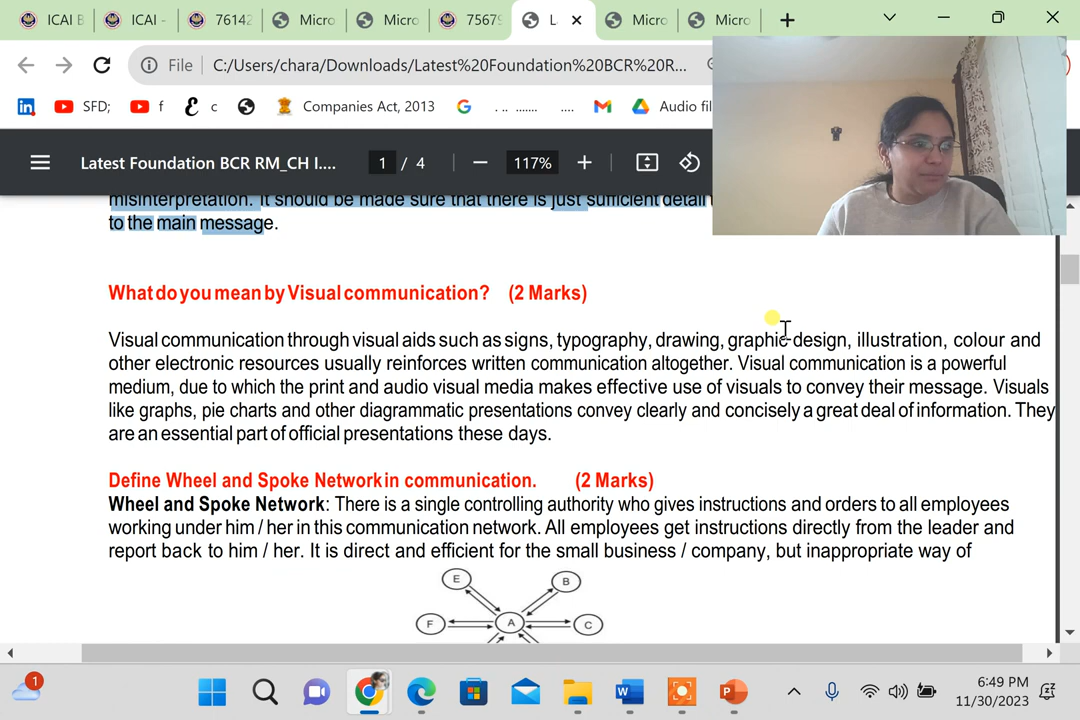 ICAI B
ICAI -
76142
Micro
Micro
7567
L
Micro
Micro
File
C:/Users/chara/Downloads/Latest%20Foundation%20BCR%20R...
SFD;
f
c
Companies Act, 2013
. .. ....... ....
Audio fil
Latest Foundation BCR RM_CH I....
1 / 4
117%
misinterpretation. It should be made sure that there is just sufficient detail
to the main message.
What do you mean by Visual communication? (2 Marks)
Visual communication through visual aids such as signs, typography, drawing, graphic design, illustration, colour and
other electronic resources usually reinforces written communication altogether. Visual communication is a powerful
medium, due to which the print and audio visual media makes effective use of visuals to convey their message. Visuals
like graphs, pie charts and other diagrammatic presentations convey clearly and concisely a great deal of information. They
are an essential part of official presentations these days.
Define Wheel and Spoke Network in communication. (2 Marks)
Wheel and Spoke Network: There is a single controlling authority who gives instructions and orders to all employees
working under him / her in this communication network. All employees get instructions directly from the leader and
report back to him / her. It is direct and efficient for the small business / company, but inappropriate way of
E
B
F
A
C
1
6:49 PM
11/30/2023